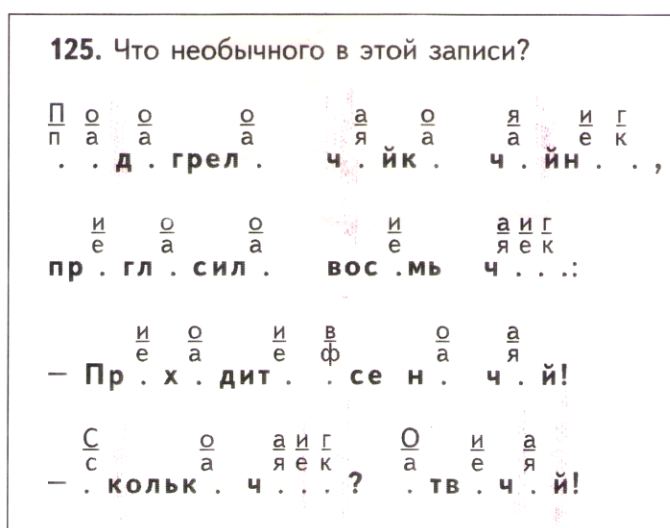 125. Что необычного в этой записи?
П о о о а о я и г
п а а а я а а е к
. . д . грел . ч . йк . ч . йн . . ,
и о о и а и г
е а а е я е к
пр . гл . сил . вос . мь ч . . . :
и о и в о а
е а е ф а я
— Пр . х . дит . . се н . ч . й!
С о а и г О и а
с а я е к а е я
— . кольк . ч . . . ? . тв . ч . й!